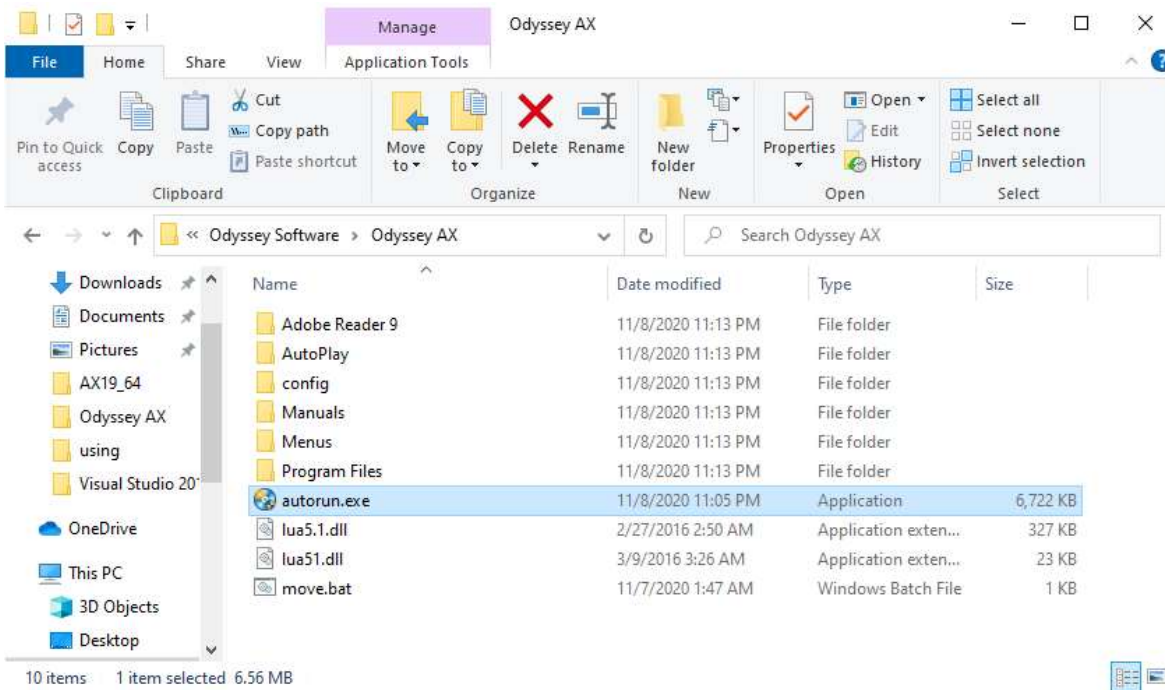 Manage
Odyssey AX
File Home Share View Application Tools
Pin to Quick access
Copy
Paste
Cut
Copy path
Paste shortcut
Clipboard
Move to
Copy to
Delete
Rename
Organize
New folder
New
Properties
Open
Edit
History
Open
Select all
Select none
Invert selection
Select
« Odyssey Software > Odyssey AX
Search Odyssey AX
Downloads
Documents
Pictures
AX19_64
Odyssey AX
using
Visual Studio 20
OneDrive
This PC
3D Objects
Desktop
Name Date modified Type Size
Adobe Reader 9 11/8/2020 11:13 PM File folder
AutoPlay 11/8/2020 11:13 PM File folder
config 11/8/2020 11:13 PM File folder
Manuals 11/8/2020 11:13 PM File folder
Menus 11/8/2020 11:13 PM File folder
Program Files 11/8/2020 11:13 PM File folder
autorun.exe 11/8/2020 11:05 PM Application 6,722 KB
lua5.1.dll 2/27/2016 2:50 AM Application exten... 327 KB
lua51.dll 3/9/2016 3:26 AM Application exten... 23 KB
move.bat 11/7/2020 1:47 AM Windows Batch File 1 KB
10 items 1 item selected 6.56 MB